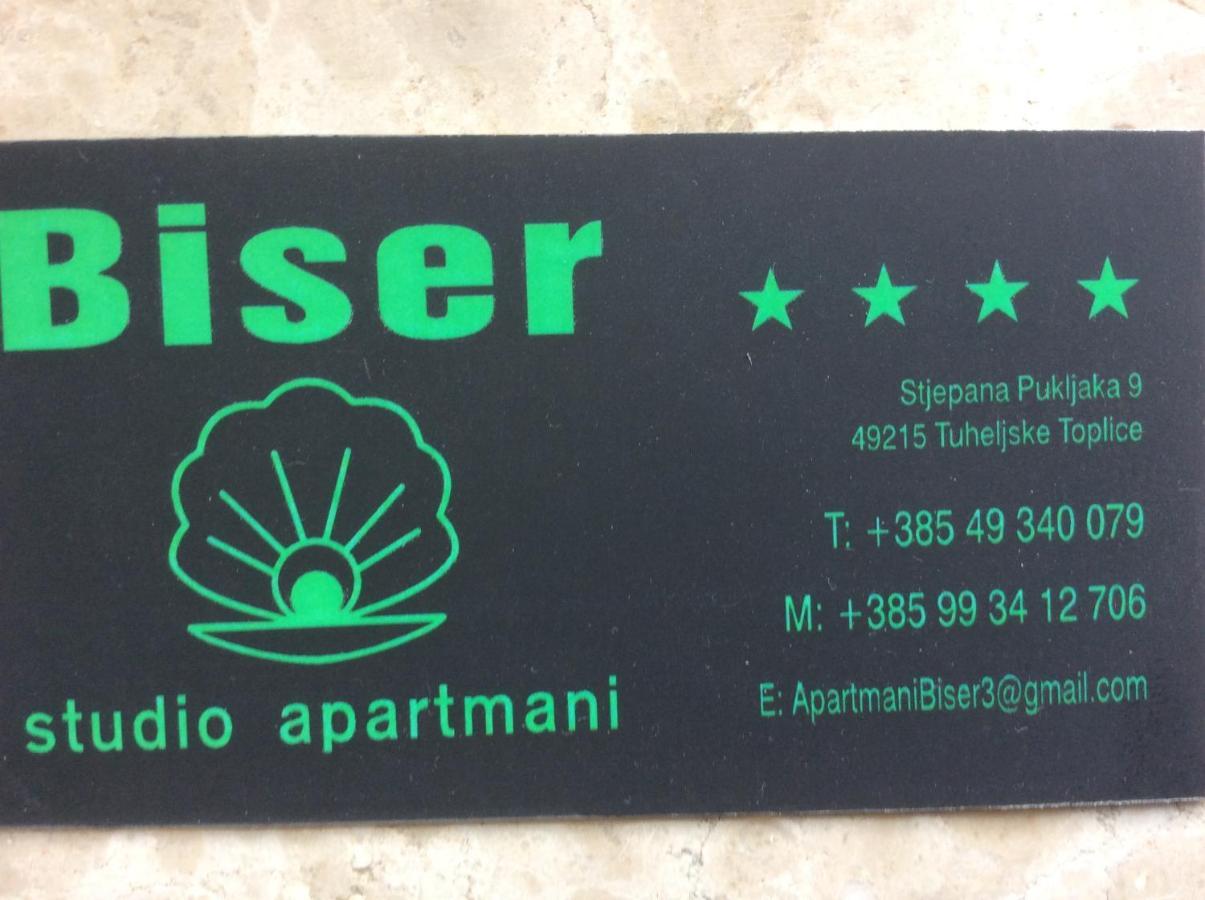 Biser
studio apartmani
Stjepana Pukljaka 9
49215 Tuheljske Toplice
T: +385 49 340 079
M: +385 99 34 12 706
E: ApartmaniBiser3@gmail.com